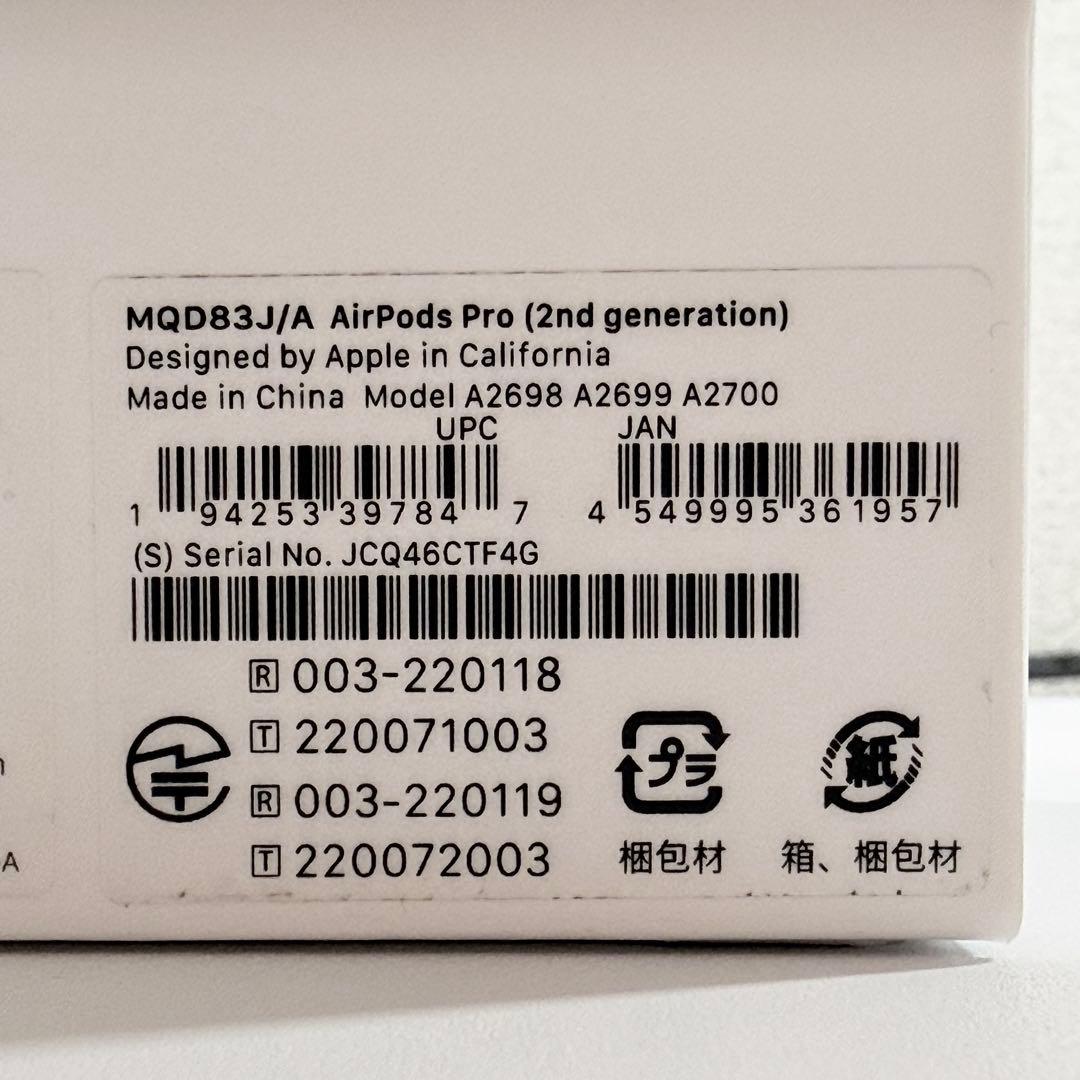 MQD83J/A AirPods Pro (2nd generation)
Designed by Apple in California
Made in China Model A2698 A2699 A2700
UPC JAN
1 94253 39784 7 4 549995 361957
(S) Serial No. JCQ46CTF4G
R 003-220118
T 220071003
R 003-220119
T 220072003
プラ 紙
梱包材 箱、梱包材
A